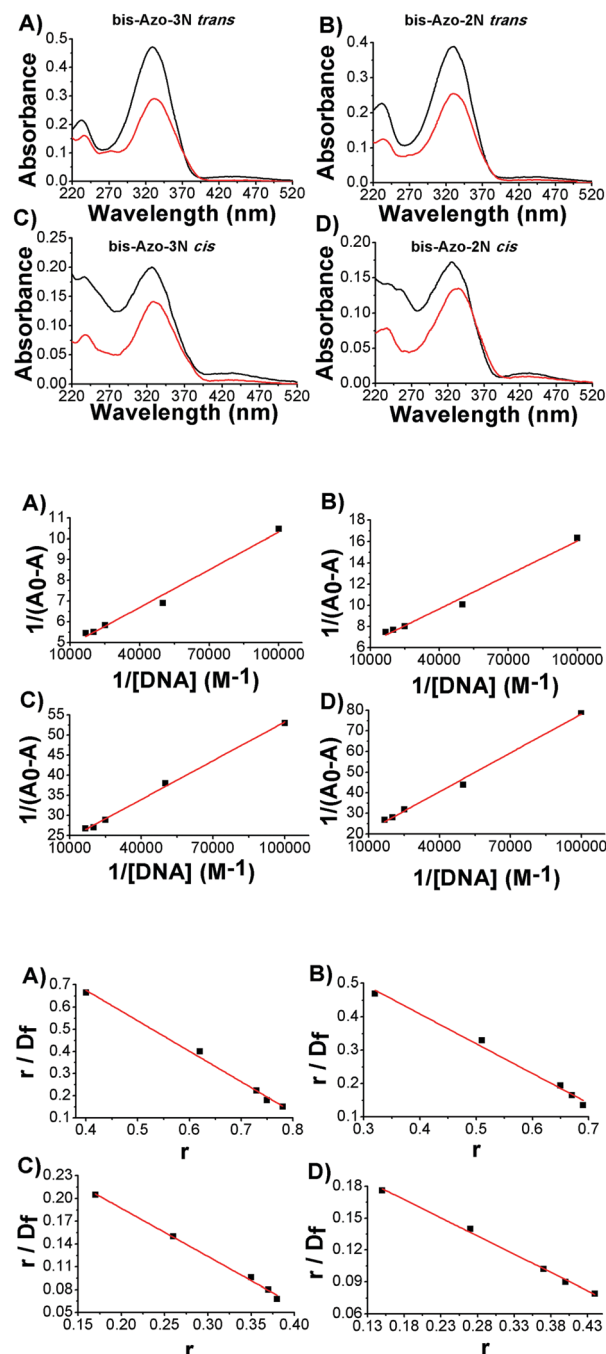 A) bis-Azo-3N trans
Absorbance
0.5
0.4
0.3
0.2
0.1
0.0
220 270 320 370 420 470 520
Wavelength (nm)
B) bis-Azo-2N trans
Absorbance
0.4
0.3
0.2
0.1
0.0
220 270 320 370 420 470 520
Wavelength (nm)
C) bis-Azo-3N cis
Absorbance
0.25
0.20
0.15
0.10
0.05
0.00
220 270 320 370 420 470 520
Wavelength (nm)
D) bis-Azo-2N cis
Absorbance
0.20
0.15
0.10
0.05
0.00
220 270 320 370 420 470 520
Wavelength (nm)
A)
1/(A0-A)
11
10
9
8
7
6
5
4
10000 40000 70000 100000
1/[DNA] (M-1)
B)
1/(A0-A)
18
16
14
12
10
8
6
10000 40000 70000 100000
1/[DNA] (M-1)
C)
1/(A0-A)
55
50
45
40
35
30
25
10000 40000 70000 100000
1/[DNA] (M-1)
D)
1/(A0-A)
80
70
60
50
40
30
20
10000 40000 70000 100000
1/[DNA] (M-1)
A)
r / Df
0.7
0.6
0.5
0.4
0.3
0.2
0.1
0.4 0.5 0.6 0.7 0.8
r
B)
r / Df
0.5
0.4
0.3
0.2
0.1
0.3 0.4 0.5 0.6 0.7
r
C)
r / Df
0.23
0.20
0.17
0.14
0.11
0.08
0.05
0.15 0.20 0.25 0.30 0.35 0.40
r
D)
r / Df
0.18
0.15
0.12
0.09
0.06
0.13 0.18 0.23 0.28 0.33 0.38 0.43
r